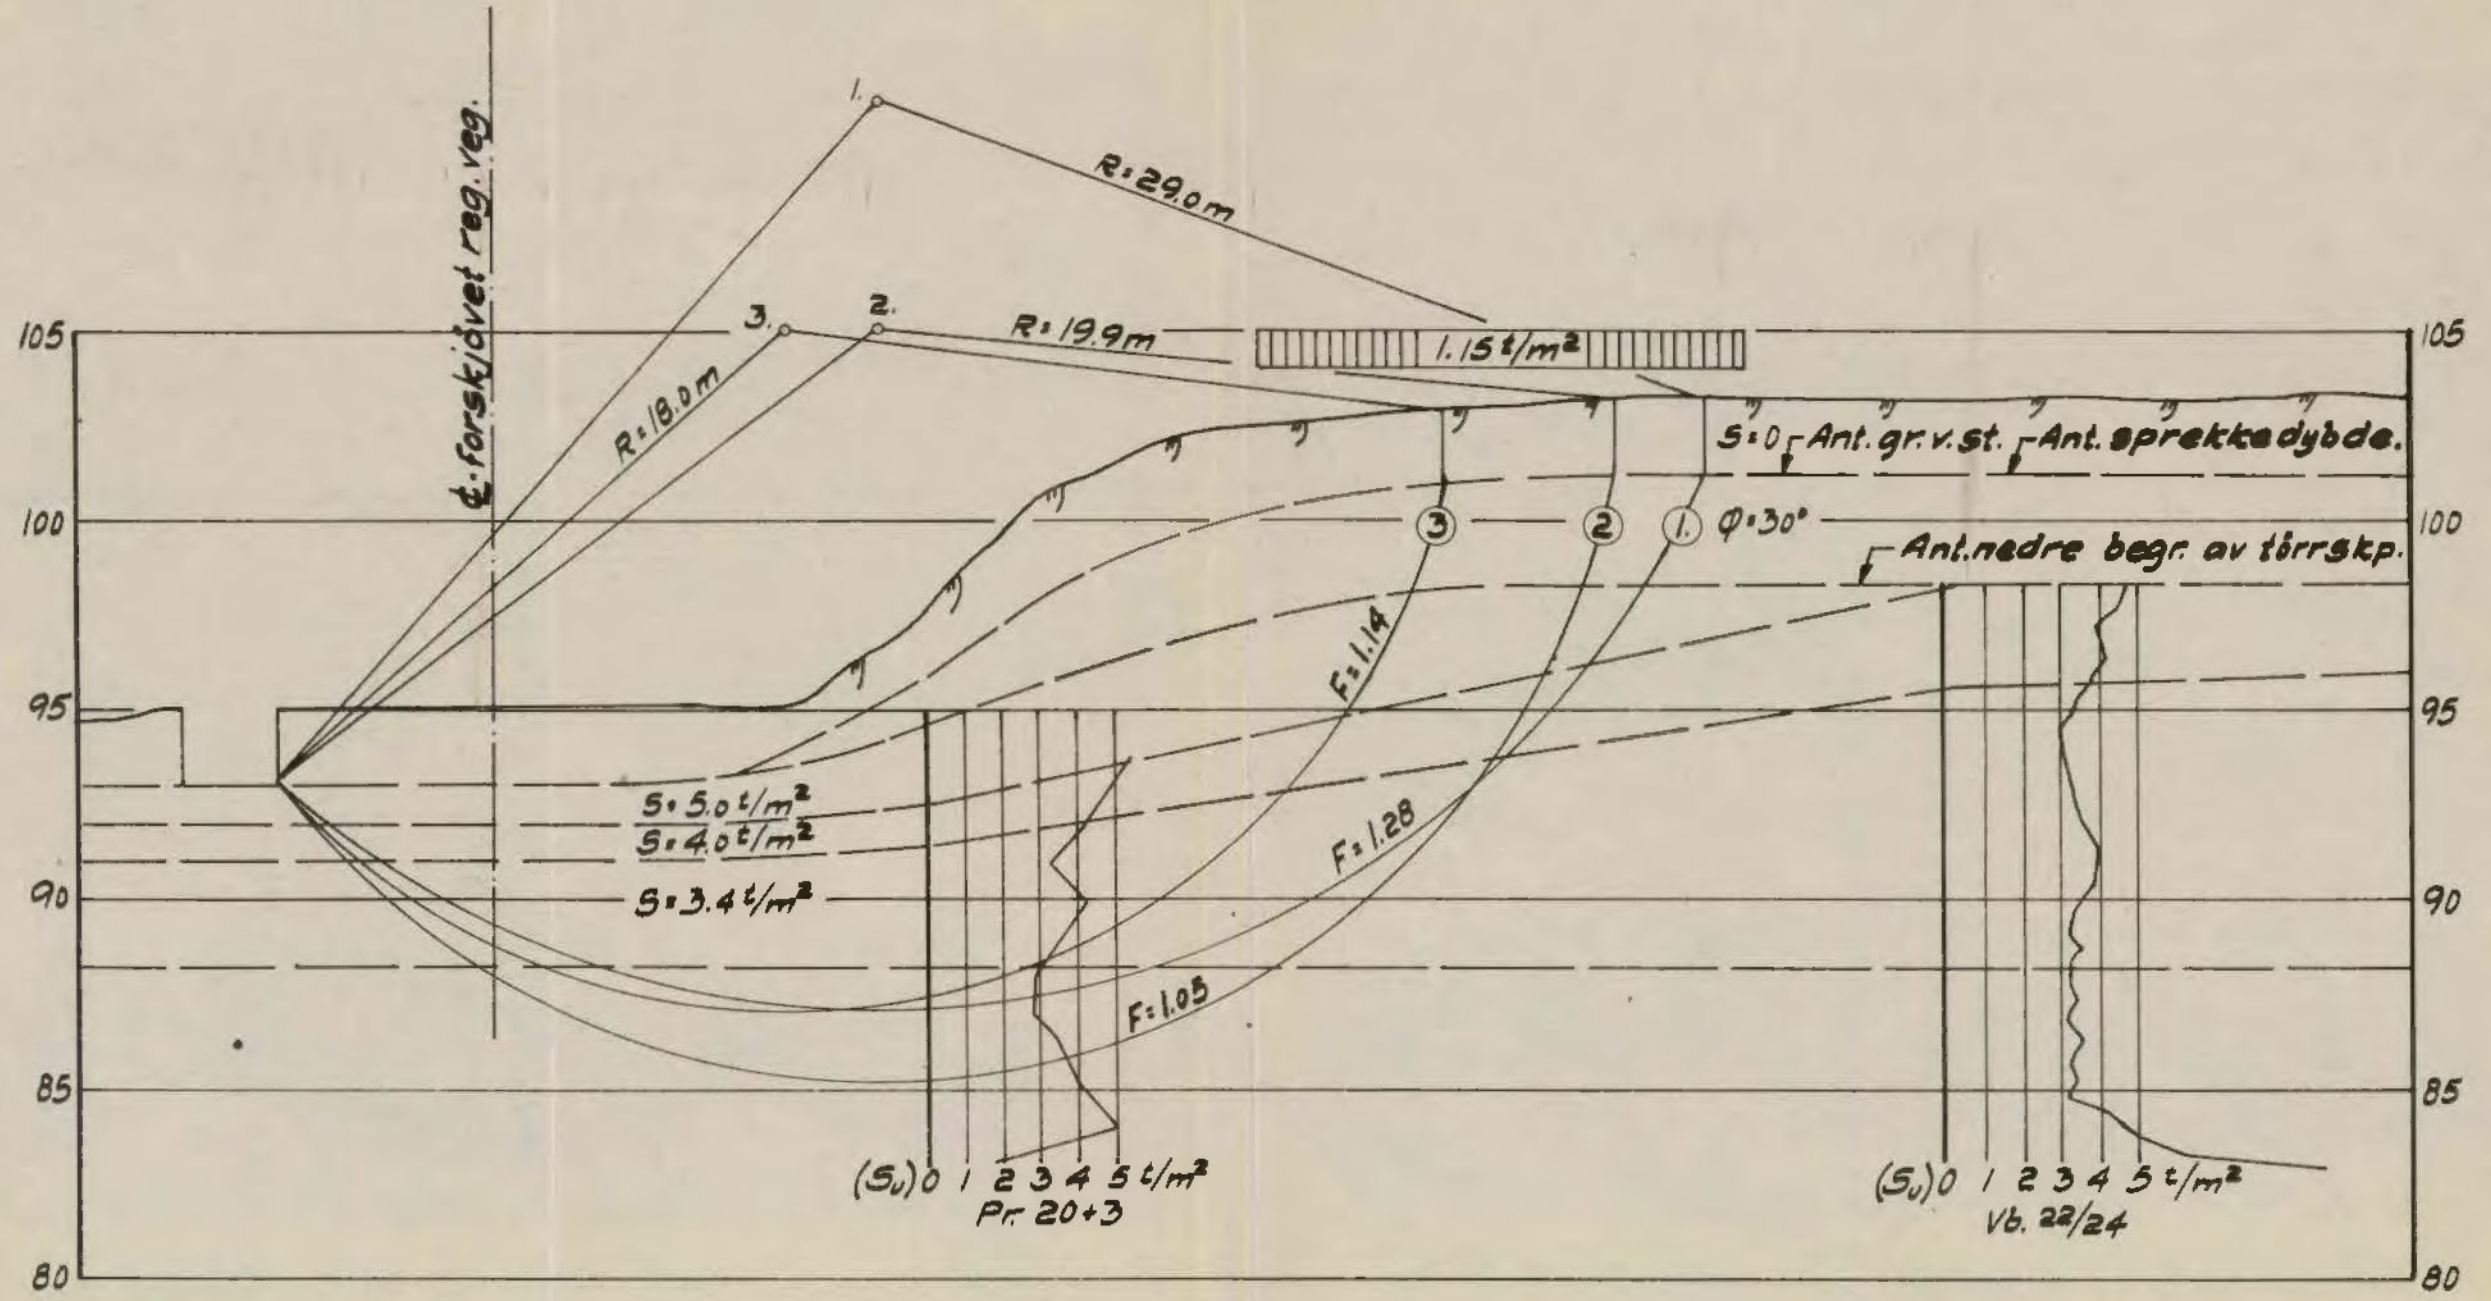 1.
R=29.0m
℄-Forskjövet reg.veg.
105
3.
2.
R=19.9m
1.15 t/m²
105
R=18.0m
S=0
Ant.gr.v.st.
Ant. sprekkedybde.
100
3
2
1.
φ=30°
100
Ant.nedre begr. av törrskp.
F=1.14
95
95
S=5.0 t/m²
S=4.0 t/m²
F=1.28
90
S=3.4 t/m²
90
F=1.05
85
85
(Su) 0 1 2 3 4 5 t/m²
Pr. 20+3
(Su) 0 1 2 3 4 5 t/m²
Vb. 22/24
80
80